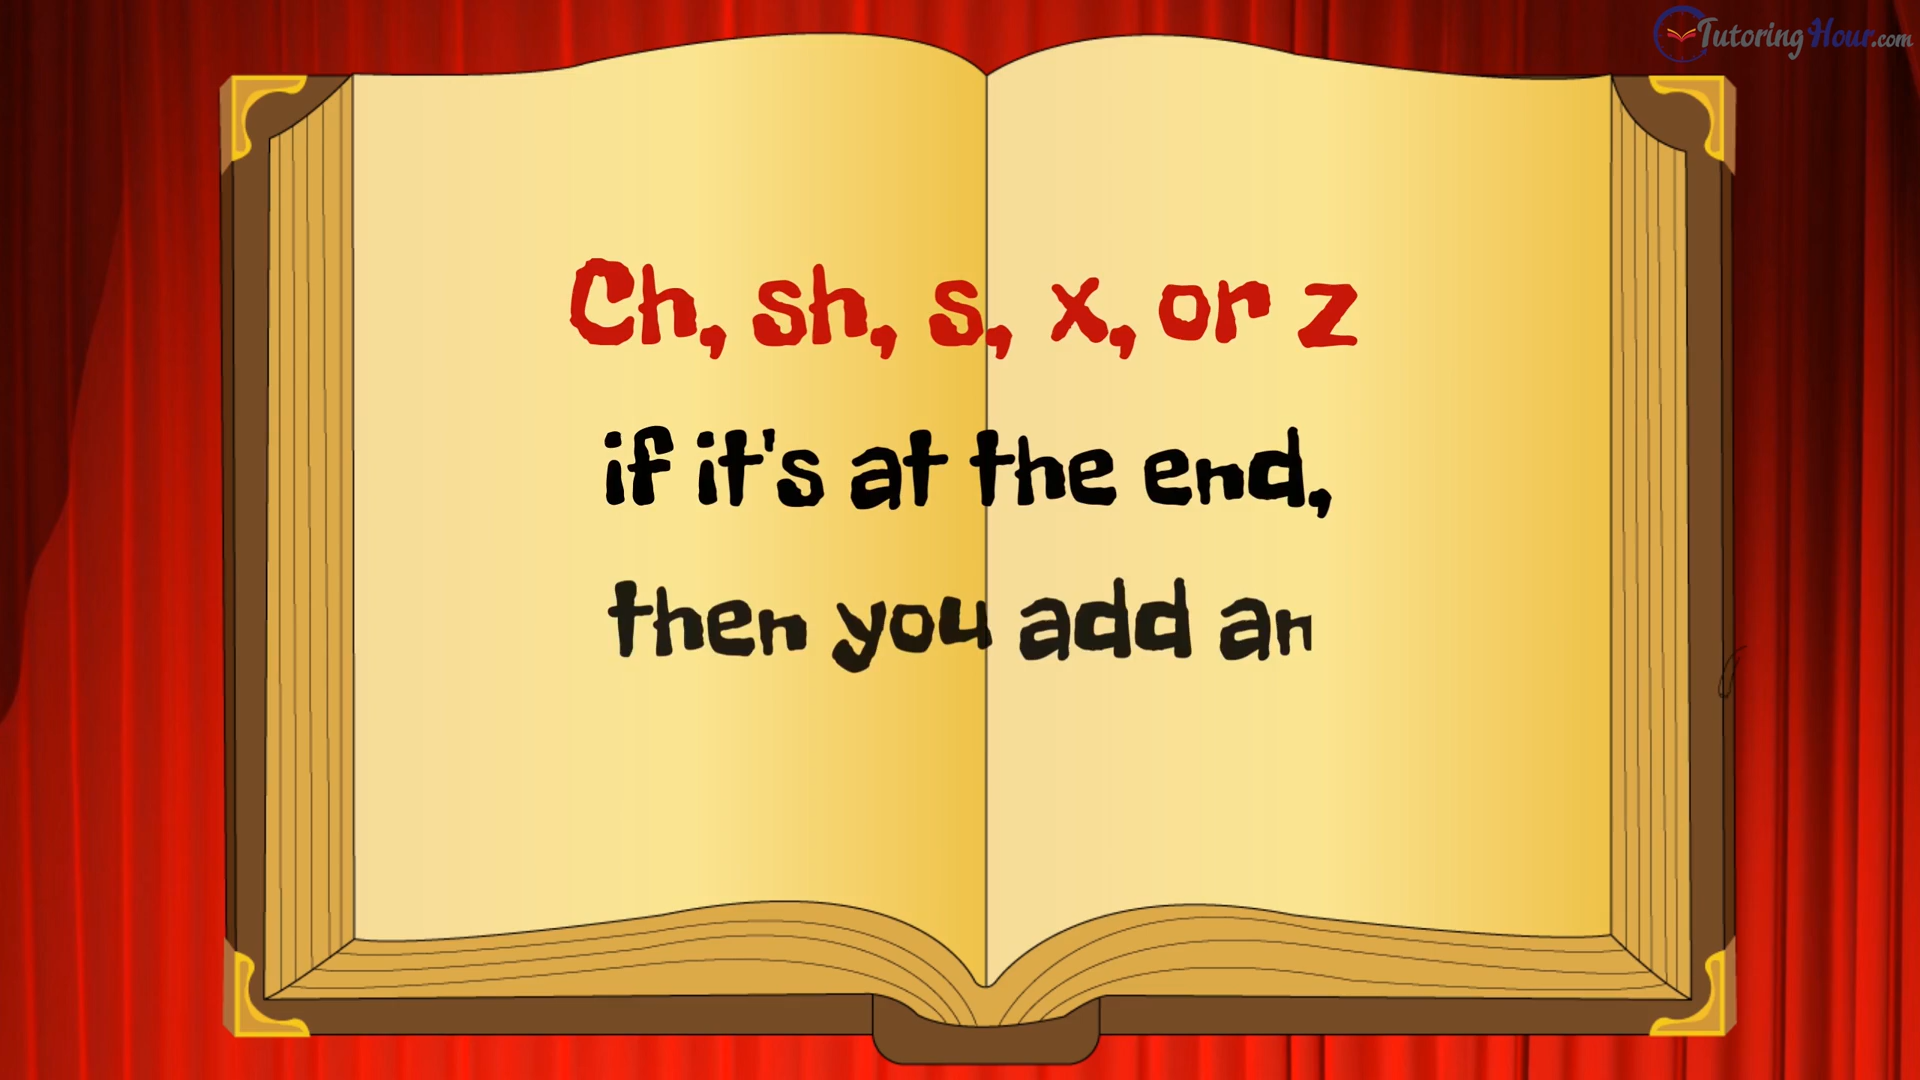 TutoringHour.com
Ch, sh, s, x, or z
if it's at the end,
then you add an